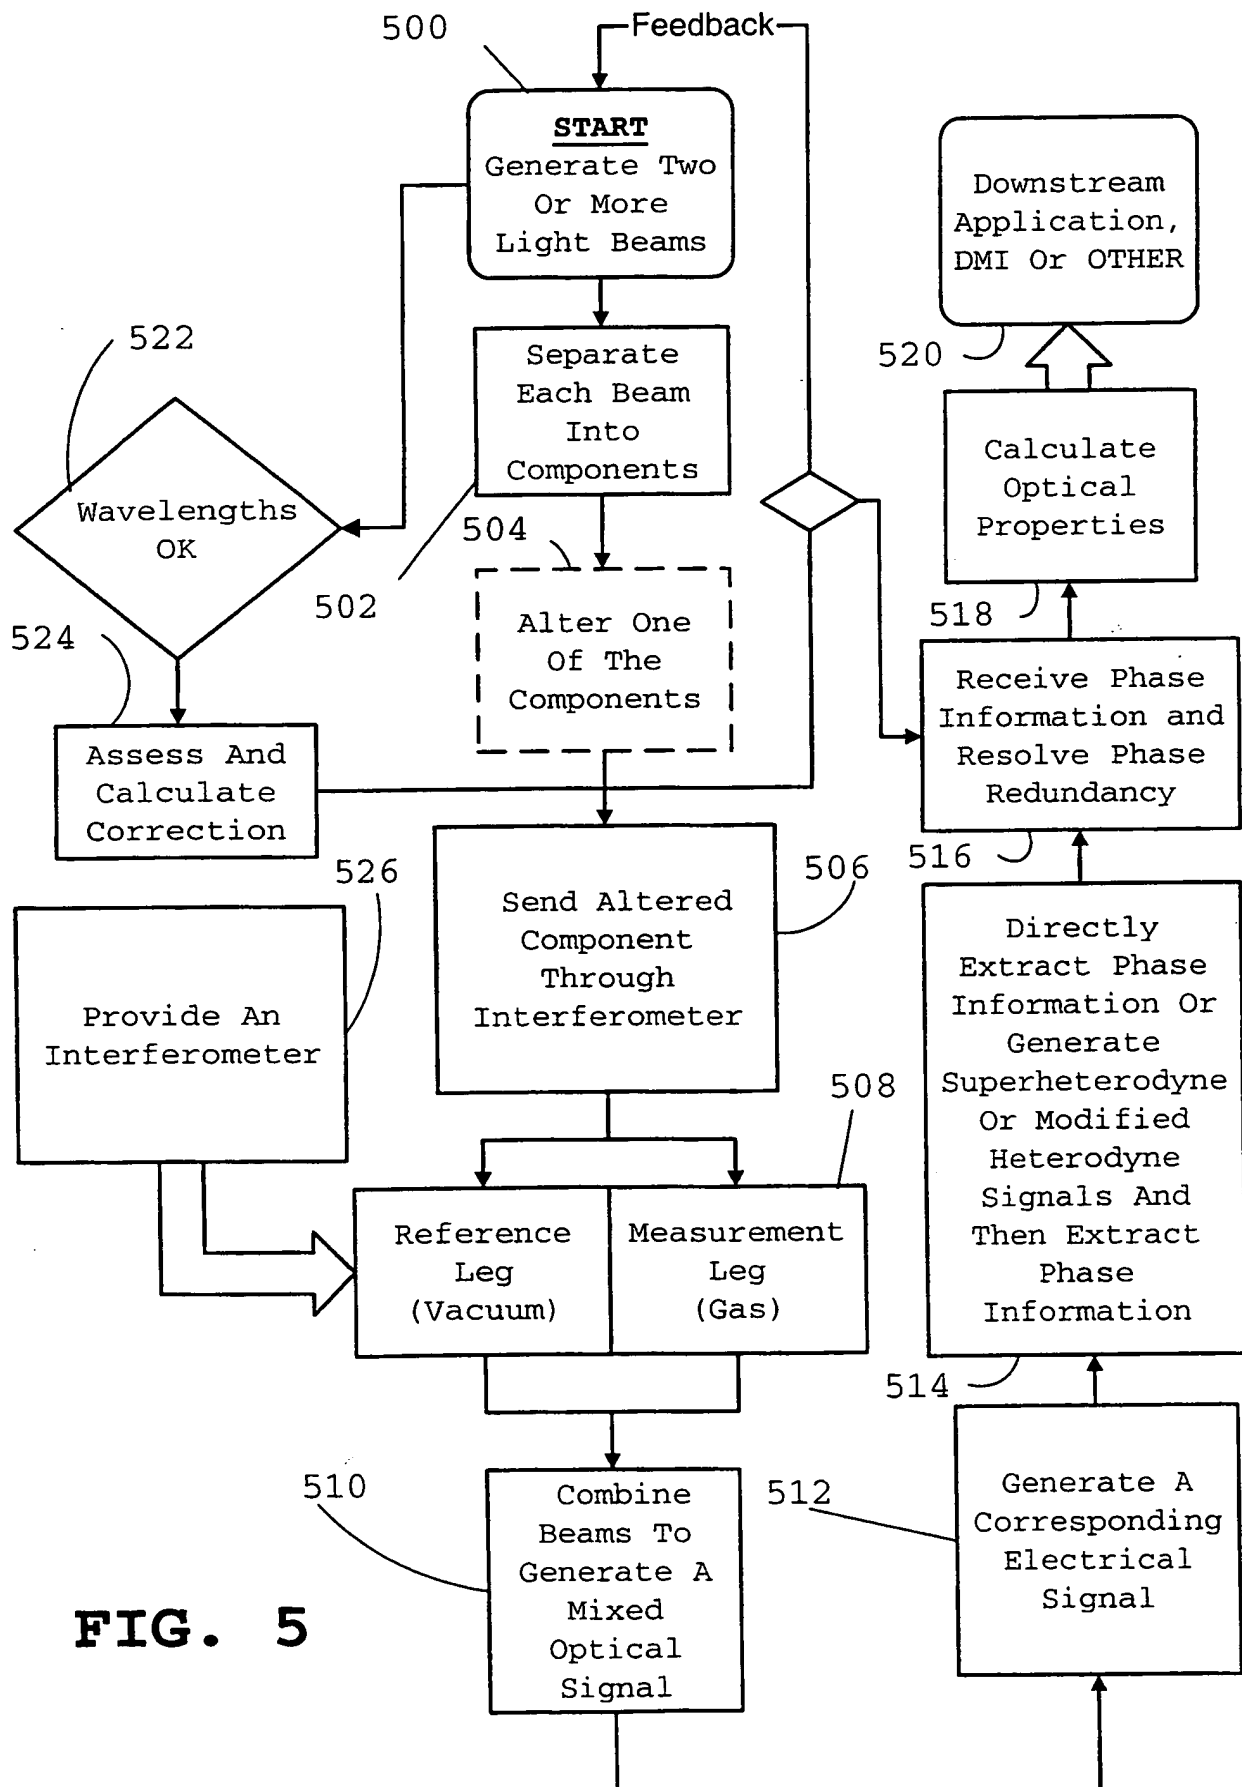 Feedback
500
START
Generate Two
Or More
Light Beams
522
Wavelengths
OK
524
Assess And
Calculate
Correction
Separate
Each Beam
Into
Components
502
504
Alter One
Of The
Components
526
Provide An
Interferometer
506
Send Altered
Component
Through
Interferometer
508
Reference
Leg
(Vacuum)
Measurement
Leg
(Gas)
510
Combine
Beams To
Generate A
Mixed
Optical
Signal
512
Generate A
Corresponding
Electrical
Signal
514
Directly
Extract Phase
Information Or
Generate
Superheterodyne
Or Modified
Heterodyne
Signals And
Then Extract
Phase
Information
516
Receive Phase
Information and
Resolve Phase
Redundancy
518
Calculate
Optical
Properties
520
Downstream
Application,
DMI Or OTHER
FIG. 5